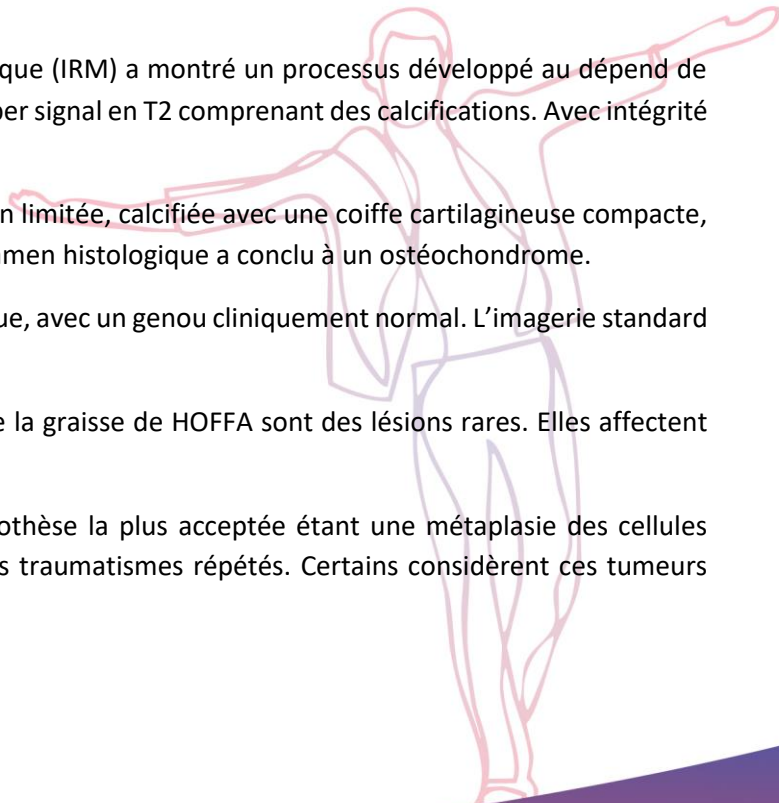 que (IRM) a montré un processus développé au dépend de
per signal en T2 comprenant des calcifications. Avec intégrité
n limitée, calcifiée avec une coiffe cartilagineuse compacte,
amen histologique a conclu à un ostéochondrome.
ue, avec un genou cliniquement normal. L’imagerie standard
e la graisse de HOFFA sont des lésions rares. Elles affectent
pothèse la plus acceptée étant une métaplasie des cellules
s traumatismes répétés. Certains considèrent ces tumeurs